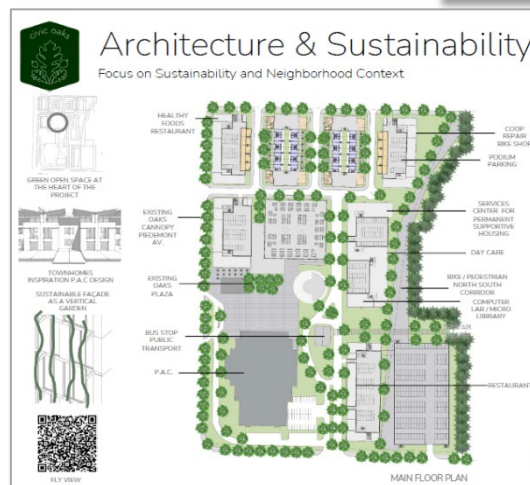 civic oaks
Architecture & Sustainability
Focus on Sustainability and Neighborhood Context
GREEN OPEN SPACE AT
THE HEART OF THE
PROJECT
TOWNHOMES
INSPIRATION P.A.C DESIGN
SUSTAINABLE FAÇADE
AS A VERTICAL
GARDEN
FLY VIEW
HEALTHY
FOODS
RESTAURANT
EXISTING
OAKS
CANNOPY
PIEDEMONT
AV.
EXISTING
OAKS
PLAZA
BUS STOP
PUBLIC
TRANSPORT
P.A.C.
COOP
REPAIR
BIKE SHOP
PODIUM
PARKING
SERVICES
CENTER FOR
PERMANENT
SUPPORTIVE
HOUSING
DAY CARE
BIKE / PEDESTRIAN
NORTH SOUTH
CORRIDOR
COMPUTER
LAB / MICRO
LIBRARY
RESTAURANT
MAIN FLOOR PLAN